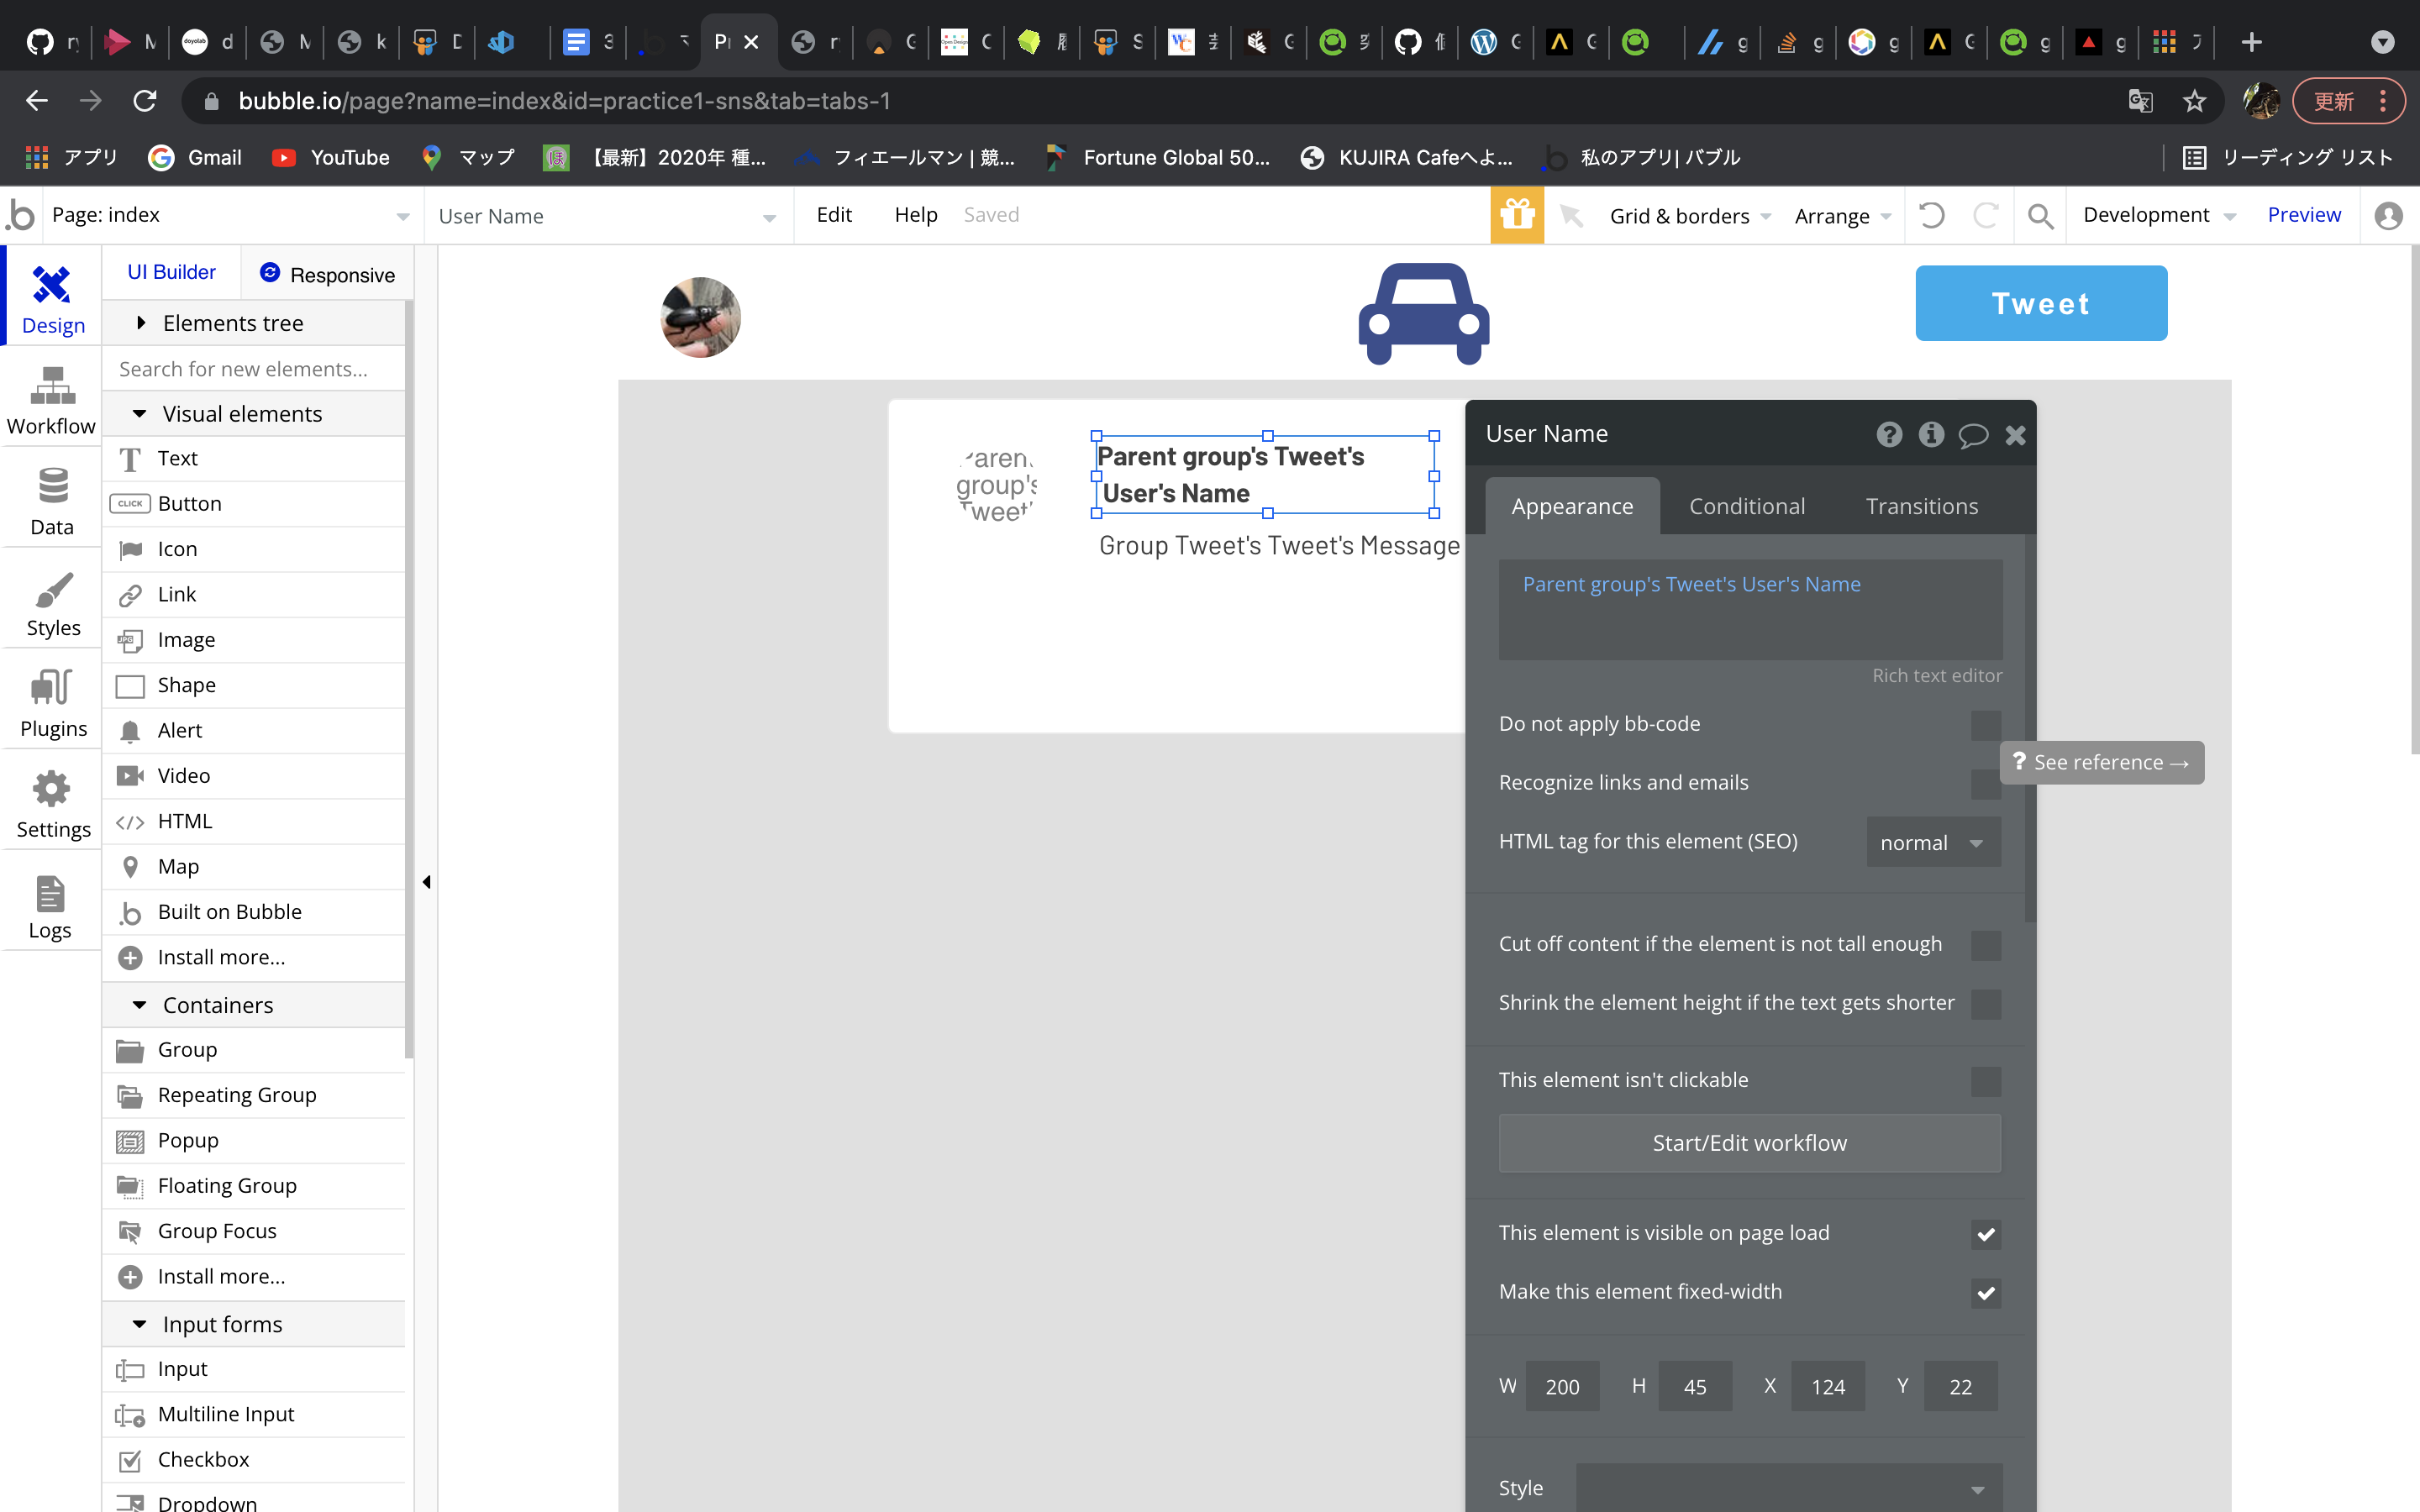 bubble.io/page?name=index&id=practice1-sns&tab=tabs-1
更新
アプリ
Gmail
YouTube
マップ
【最新】2020年 種...
フィエールマン | 競...
Fortune Global 50...
KUJIRA Cafeへよ...
私のアプリ| バブル
リーディング リスト
Page: index
User Name
Edit
Help
Saved
Grid & borders
Arrange
Development
Preview
Design
Workflow
Data
Styles
Plugins
Settings
Logs
UI Builder
Responsive
Elements tree
Search for new elements...
Visual elements
Text
CLICK
Button
Icon
Link
Image
Shape
Alert
Video
HTML
Map
Built on Bubble
Install more...
Containers
Group
Repeating Group
Popup
Floating Group
Group Focus
Install more...
Input forms
Input
Multiline Input
Checkbox
Dropdown
Tweet
Parent
group's
Tweet'
Parent group's Tweet's
User's Name
Group Tweet's Tweet's Message
User Name
Appearance
Conditional
Transitions
Parent group's Tweet's User's Name
Rich text editor
Do not apply bb-code
? See reference →
Recognize links and emails
HTML tag for this element (SEO)
normal
Cut off content if the element is not tall enough
Shrink the element height if the text gets shorter
This element isn't clickable
Start/Edit workflow
This element is visible on page load
Make this element fixed-width
W 200 H 45 X 124 Y 22
Style